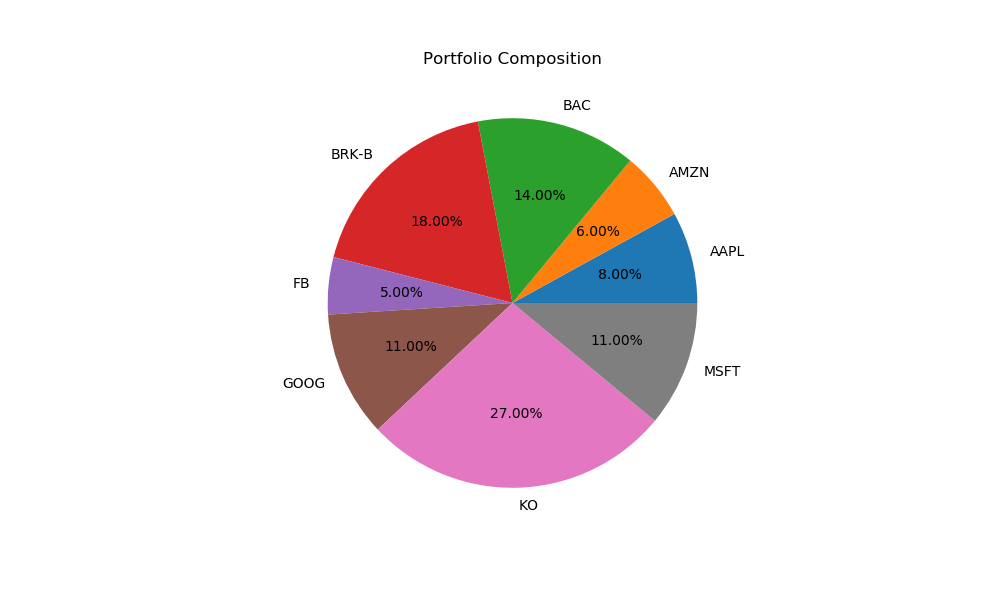 Portfolio Composition
BAC
BRK-B
AMZN
14.00%
18.00%
6.00%
AAPL
8.00%
FB
5.00%
11.00%
11.00%
MSFT
GOOG
27.00%
KO